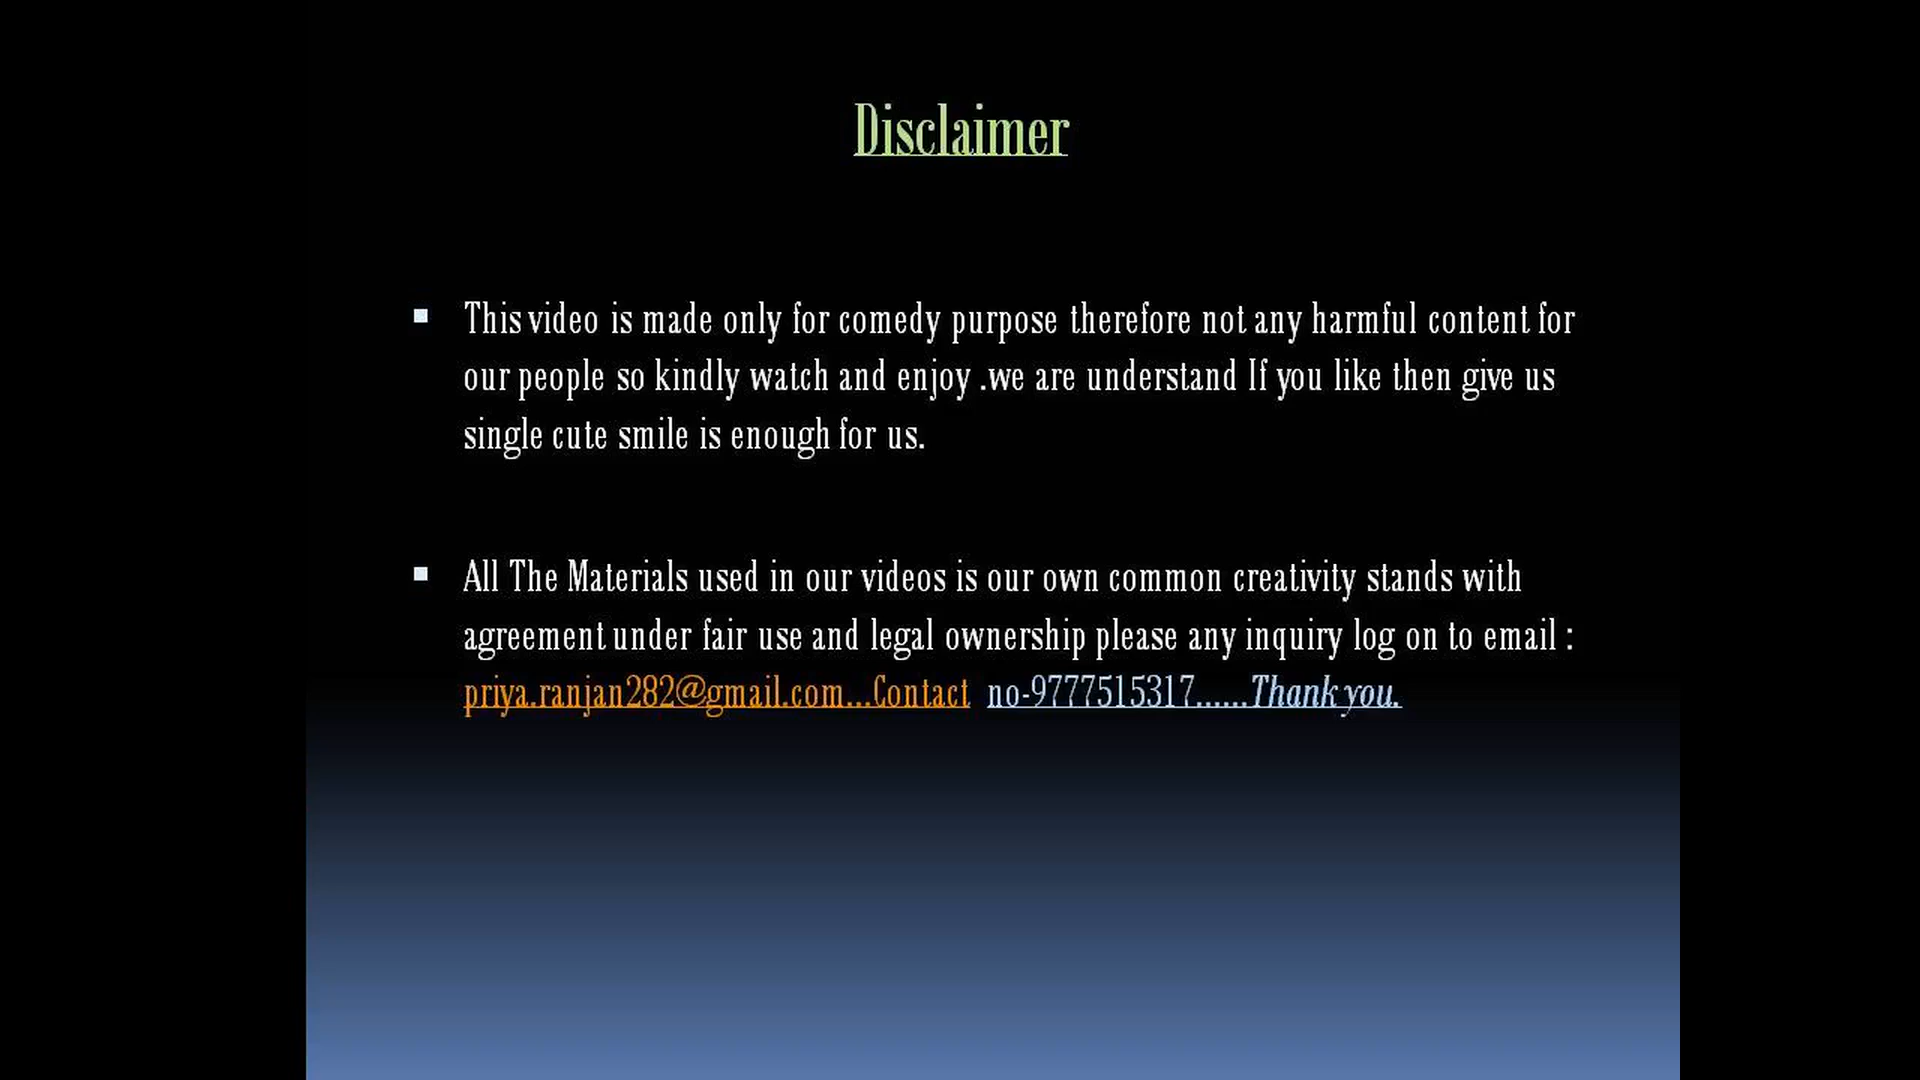 Disclaimer
This video is made only for comedy purpose therefore not any harmful content for
our people so kindly watch and enjoy .we are understand If you like then give us
single cute smile is enough for us.
All The Materials used in our videos is our own common creativity stands with
agreement under fair use and legal ownership please any inquiry log on to email :
priya.ranjan282@gmail.com...Contact no-9777515317......Thank you.